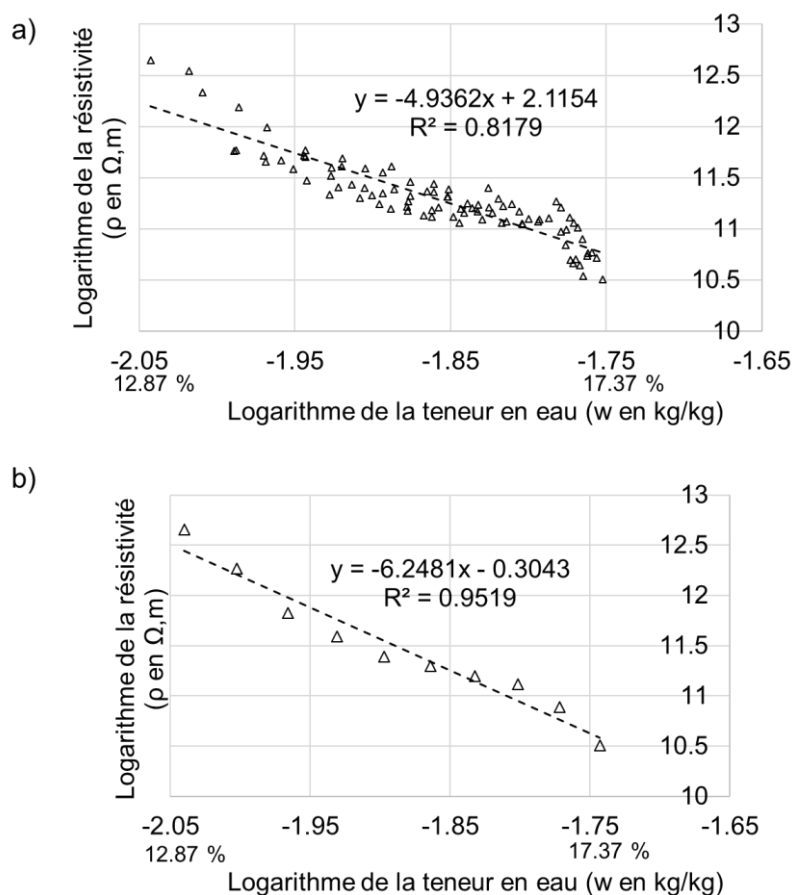 a)
Logarithme de la résistivité
(ρ en Ω,m)
y = -4.9362x + 2.1154
R² = 0.8179
13
12.5
12
11.5
11
10.5
10
-2.05 -1.95 -1.85 -1.75 -1.65
12.87 % 17.37 %
Logarithme de la teneur en eau (w en kg/kg)
b)
Logarithme de la résistivité
(ρ en Ω,m)
y = -6.2481x - 0.3043
R² = 0.9519
13
12.5
12
11.5
11
10.5
10
-2.05 -1.95 -1.85 -1.75 -1.65
12.87 % 17.37 %
Logarithme de la teneur en eau (w en kg/kg)